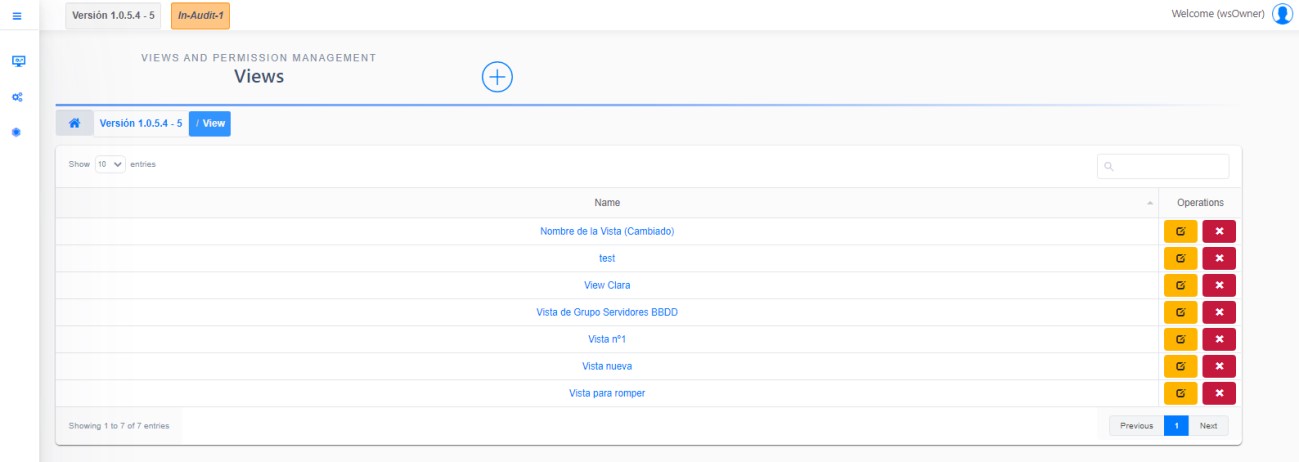 Versión 1.0.5.4 - 5 In-Audit-1 Welcome (wsOwner)
VIEWS AND PERMISSION MANAGEMENT
Views
Versión 1.0.5.4 - 5 / View
Show 10 entries
Name Operations
Nombre de la Vista (Cambiado)
test
View Clara
Vista de Grupo Servidores BBDD
Vista nº1
Vista nueva
Vista para romper
Showing 1 to 7 of 7 entries Previous 1 Next